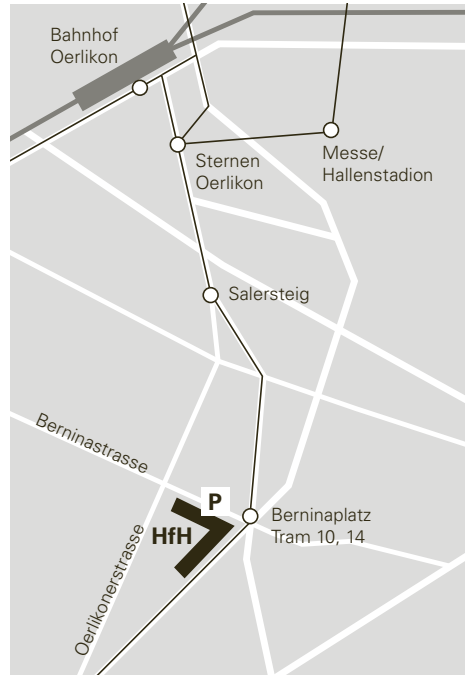 Bahnhof
Oerlikon
Sternen
Oerlikon
Messe/
Hallenstadion
Salersteig
Berninastrasse
P
HfH
Berninaplatz
Tram 10, 14
Oerlikonerstrasse